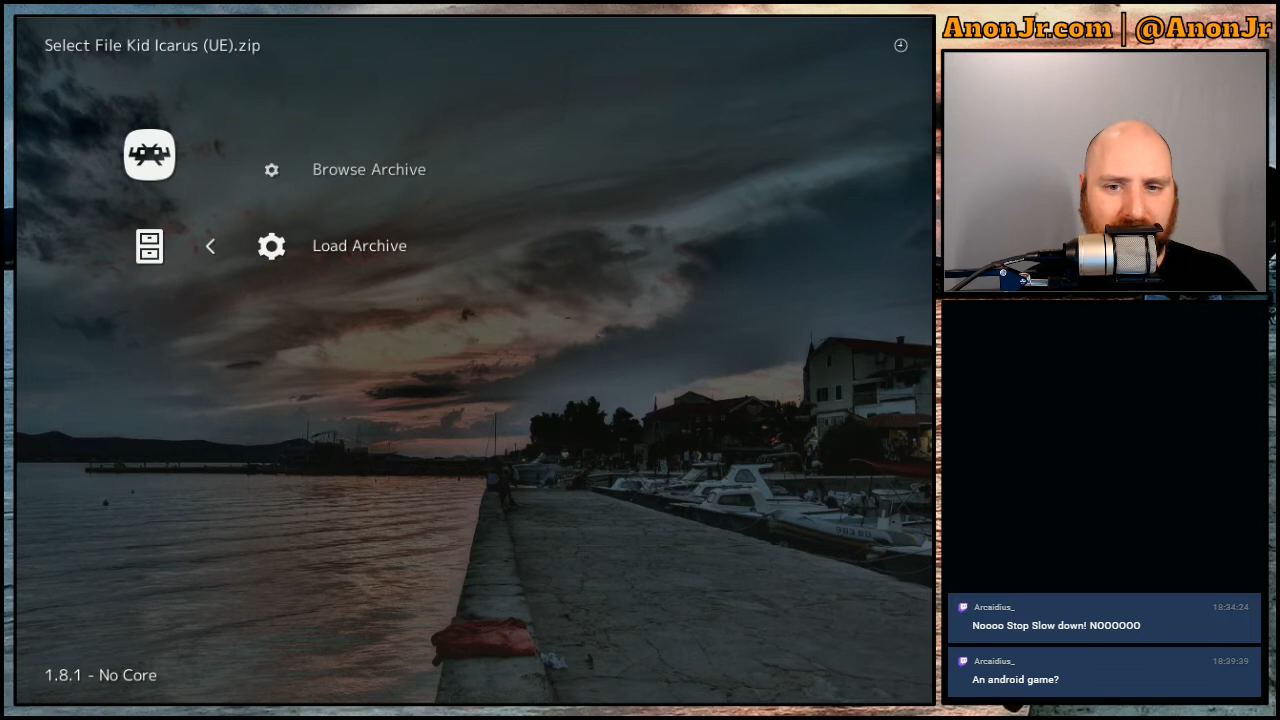 Select File Kid Icarus (UE).zip
Browse Archive
Load Archive
1.8.1 - No Core
AnonJr.com | @AnonJr
Arcaidius_ 18:34:24
Noooo Stop Slow down! NOOOOOO
Arcaidius_ 18:39:39
An android game?